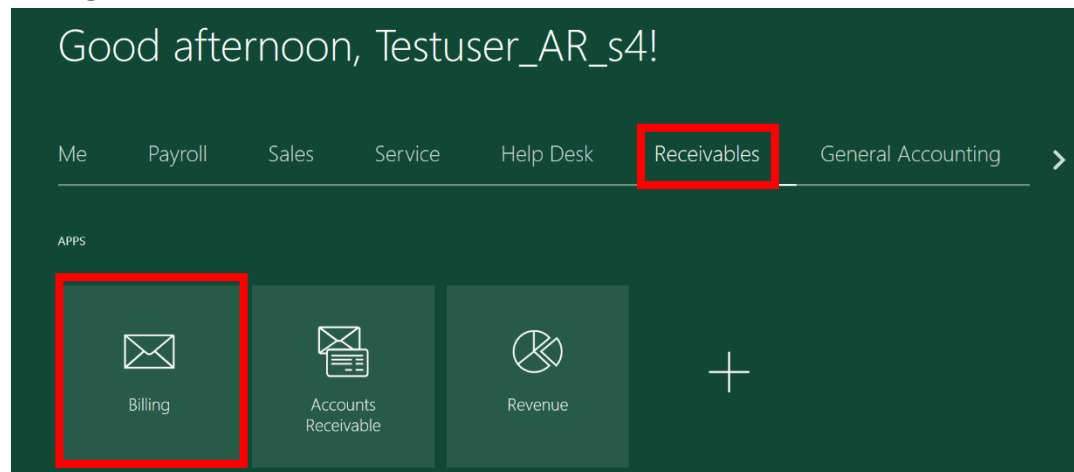 Good afternoon, Testuser_AR_s4!
Me Payroll Sales Service Help Desk Receivables General Accounting
APPS
Billing
Accounts
Receivable
Revenue